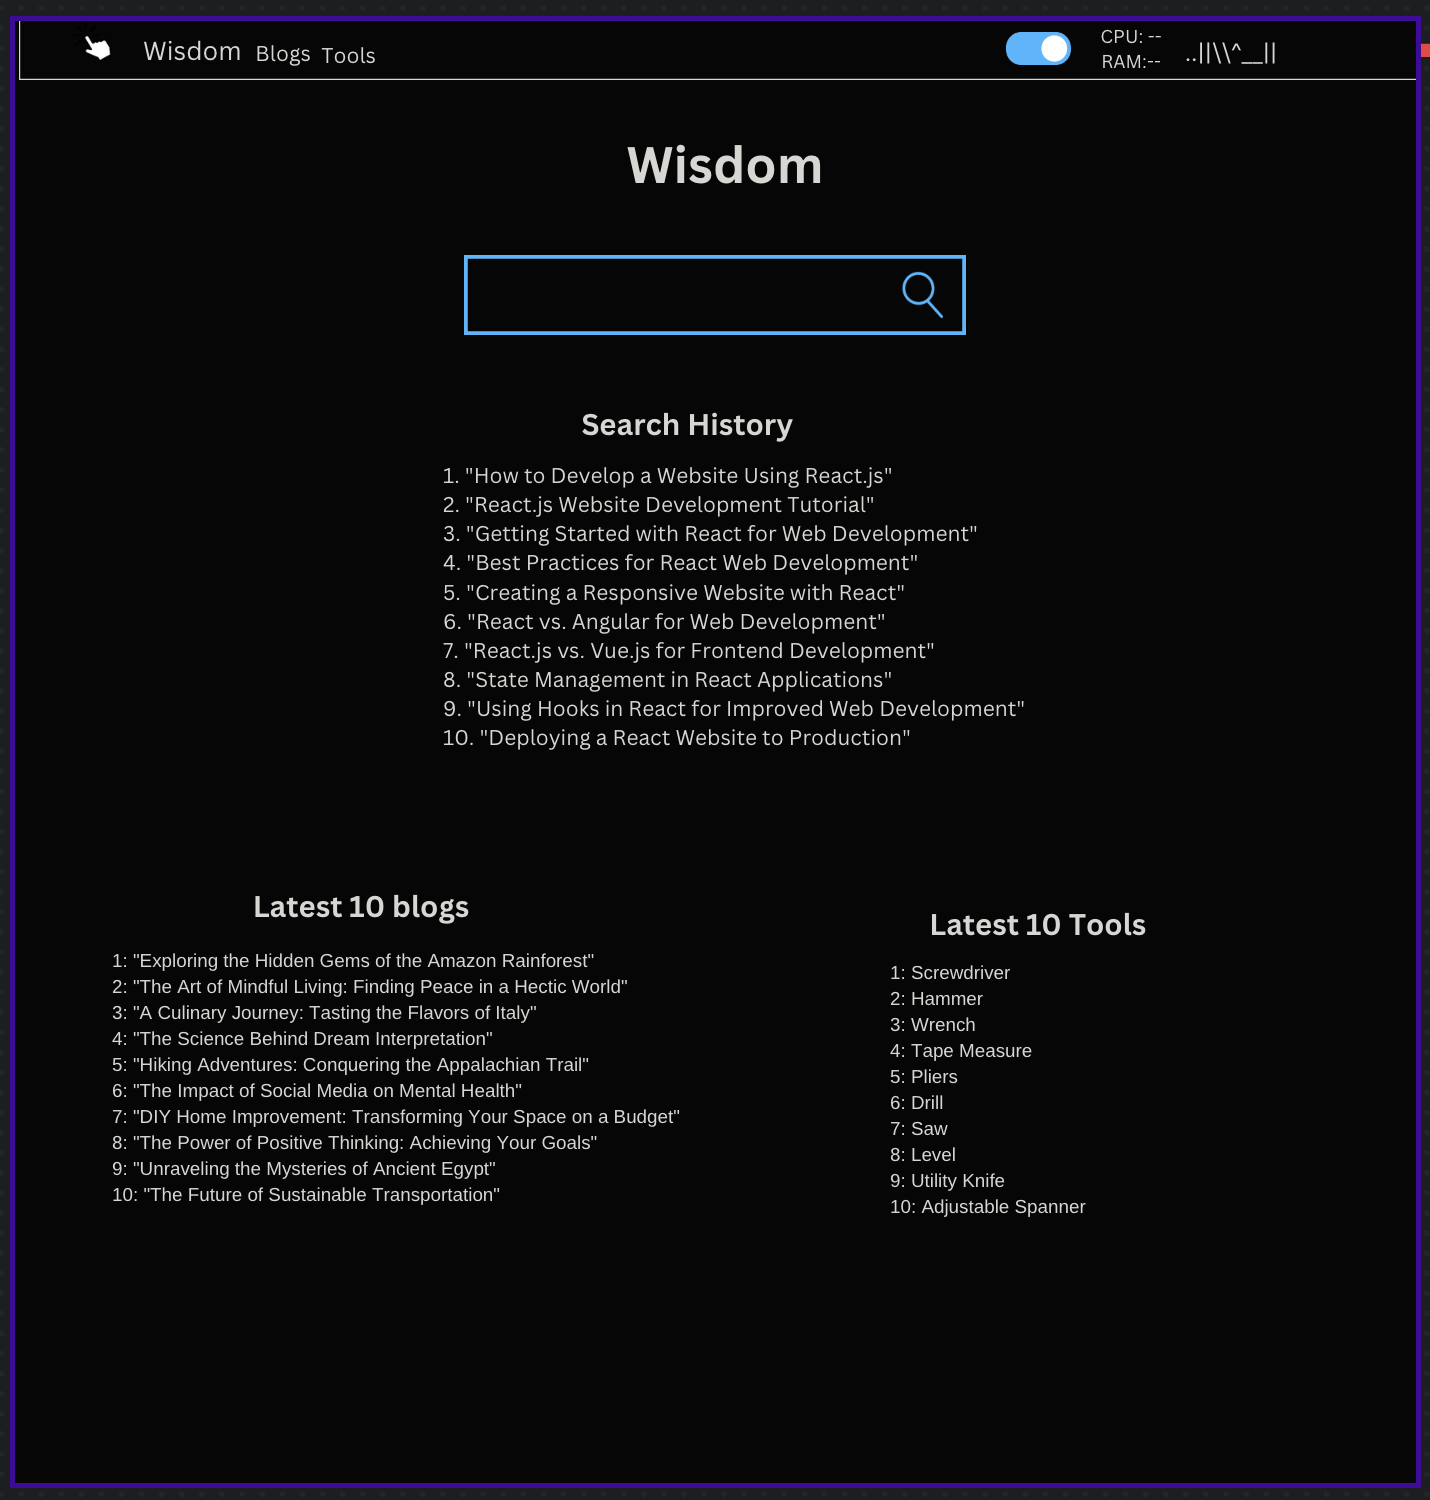 Wisdom Blogs Tools
CPU: --
RAM:--
..||\\^__||
Wisdom
Search History
1. "How to Develop a Website Using React.js"
2. "React.js Website Development Tutorial"
3. "Getting Started with React for Web Development"
4. "Best Practices for React Web Development"
5. "Creating a Responsive Website with React"
6. "React vs. Angular for Web Development"
7. "React.js vs. Vue.js for Frontend Development"
8. "State Management in React Applications"
9. "Using Hooks in React for Improved Web Development"
10. "Deploying a React Website to Production"
Latest 10 blogs
1: "Exploring the Hidden Gems of the Amazon Rainforest"
2: "The Art of Mindful Living: Finding Peace in a Hectic World"
3: "A Culinary Journey: Tasting the Flavors of Italy"
4: "The Science Behind Dream Interpretation"
5: "Hiking Adventures: Conquering the Appalachian Trail"
6: "The Impact of Social Media on Mental Health"
7: "DIY Home Improvement: Transforming Your Space on a Budget"
8: "The Power of Positive Thinking: Achieving Your Goals"
9: "Unraveling the Mysteries of Ancient Egypt"
10: "The Future of Sustainable Transportation"
Latest 10 Tools
1: Screwdriver
2: Hammer
3: Wrench
4: Tape Measure
5: Pliers
6: Drill
7: Saw
8: Level
9: Utility Knife
10: Adjustable Spanner